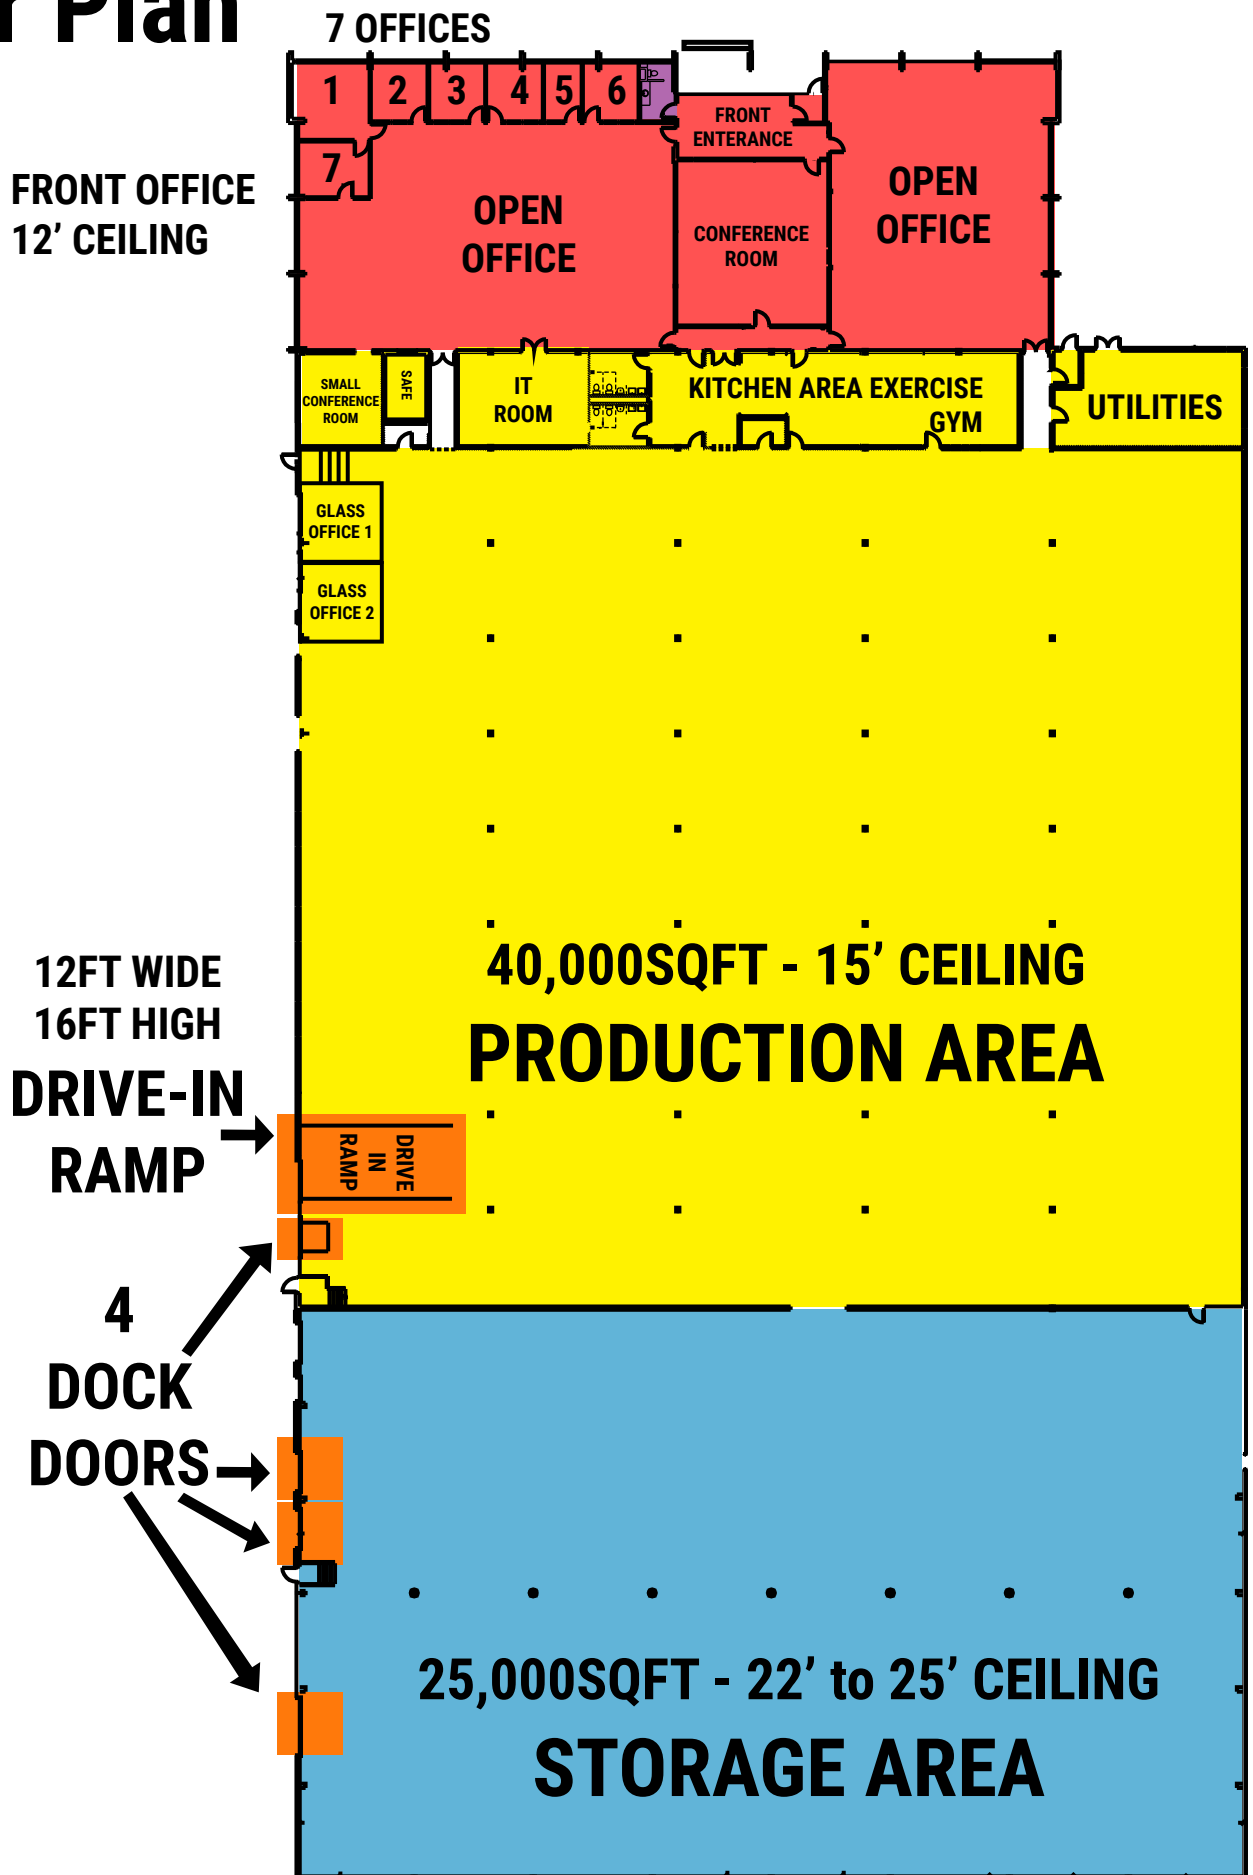 r Plan
7 OFFICES
1
2
3
4
5
6
7
FRONT
ENTERANCE
FRONT OFFICE
12’ CEILING
OPEN
OFFICE
CONFERENCE
ROOM
OPEN
OFFICE
SMALL
CONFERENCE
ROOM
SAFE
IT
ROOM
KITCHEN AREA EXERCISE
GYM
UTILITIES
GLASS
OFFICE 1
GLASS
OFFICE 2
40,000SQFT - 15’ CEILING
PRODUCTION AREA
12FT WIDE
16FT HIGH
DRIVE-IN
RAMP
DRIVE
IN
RAMP
4
DOCK
DOORS
25,000SQFT - 22’ to 25’ CEILING
STORAGE AREA